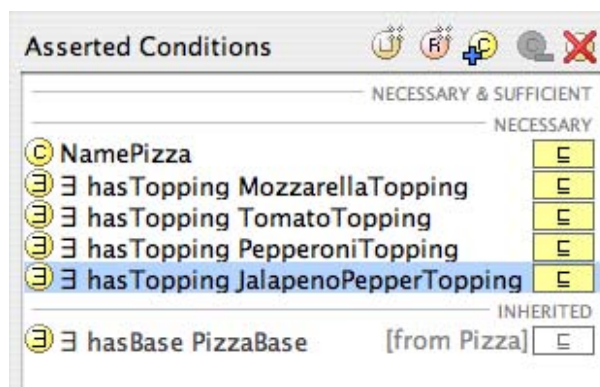 Asserted Conditions
NECESSARY & SUFFICIENT
NECESSARY
C NamePizza ⊑
∃ ∃ hasTopping MozzarellaTopping ⊑
∃ ∃ hasTopping TomatoTopping ⊑
∃ ∃ hasTopping PepperoniTopping ⊑
∃ ∃ hasTopping JalapenoPepperTopping ⊑
INHERITED
∃ ∃ hasBase PizzaBase [from Pizza] ⊑